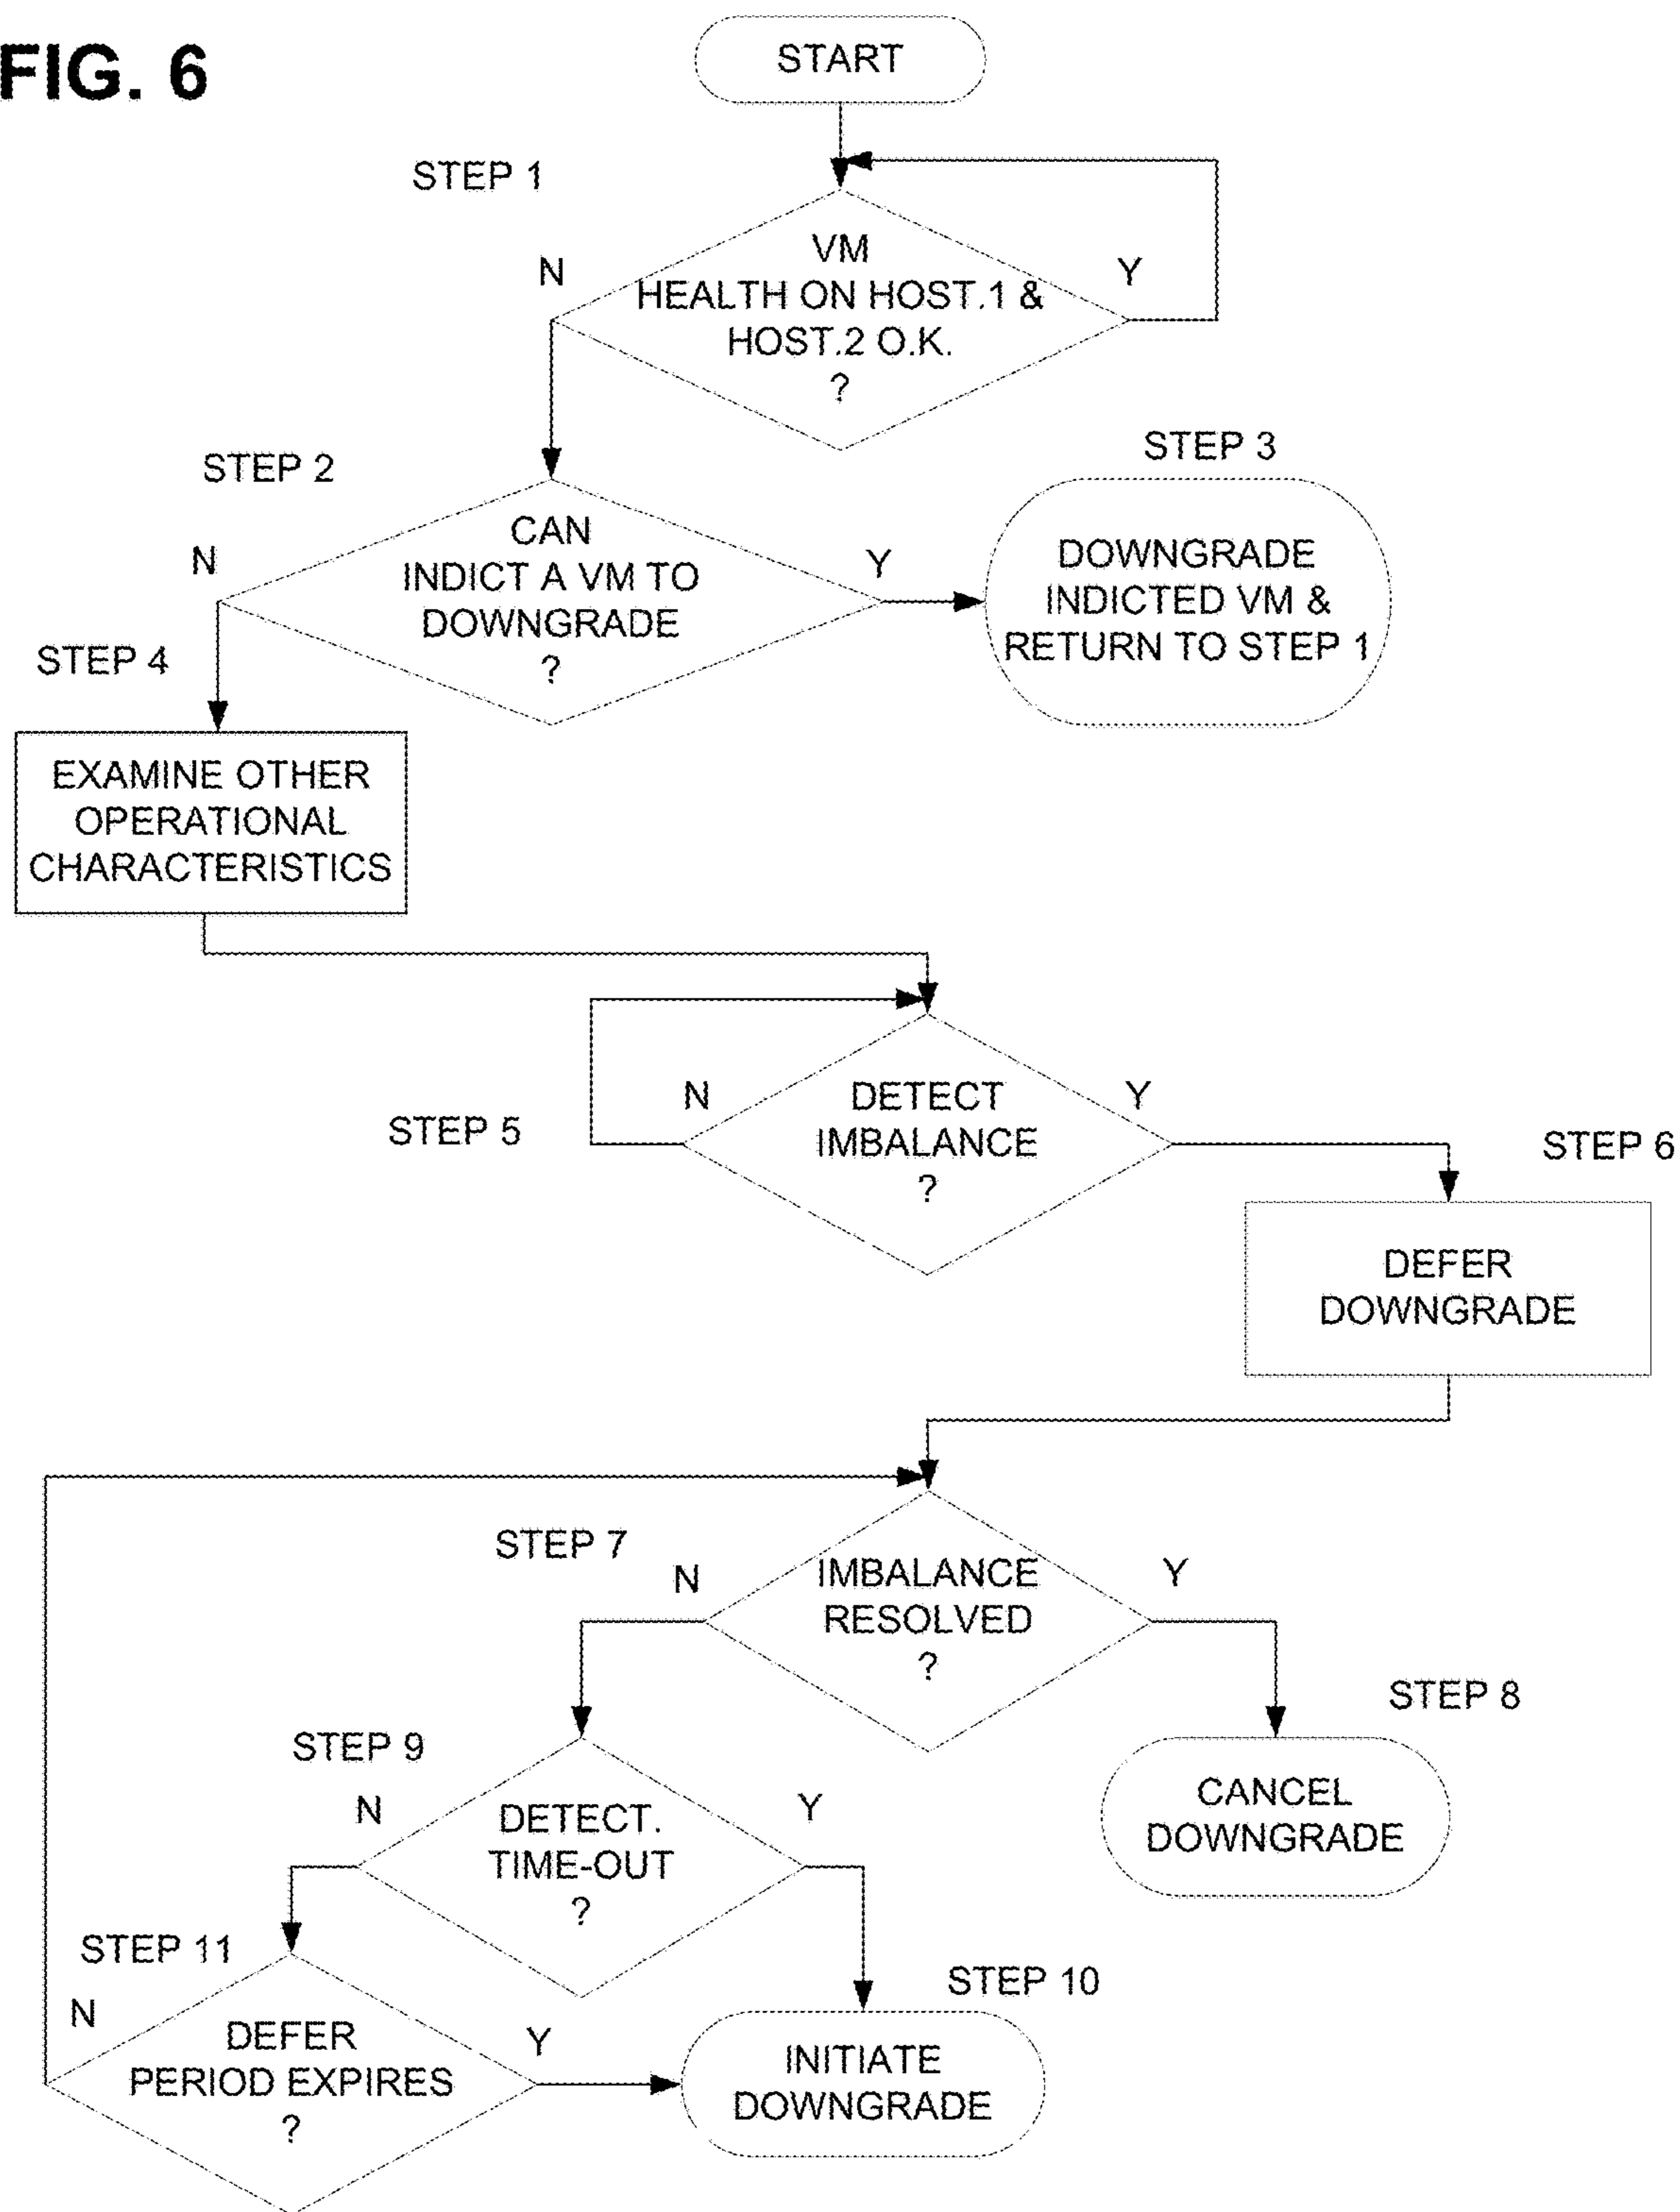 FIG. 6
START
STEP 1
N
VM
HEALTH ON HOST.1 &
HOST.2 O.K.
?
Y
STEP 2
N
CAN
INDICT A VM TO
DOWNGRADE
?
Y
STEP 3
DOWNGRADE
INDICTED VM &
RETURN TO STEP 1
STEP 4
EXAMINE OTHER
OPERATIONAL
CHARACTERISTICS
STEP 5
N
DETECT
IMBALANCE
?
Y
STEP 6
DEFER
DOWNGRADE
STEP 7
N
IMBALANCE
RESOLVED
?
Y
STEP 8
CANCEL
DOWNGRADE
STEP 9
N
DETECT.
TIME-OUT
?
Y
STEP 10
INITIATE
DOWNGRADE
STEP 11
N
DEFER
PERIOD EXPIRES
?
Y